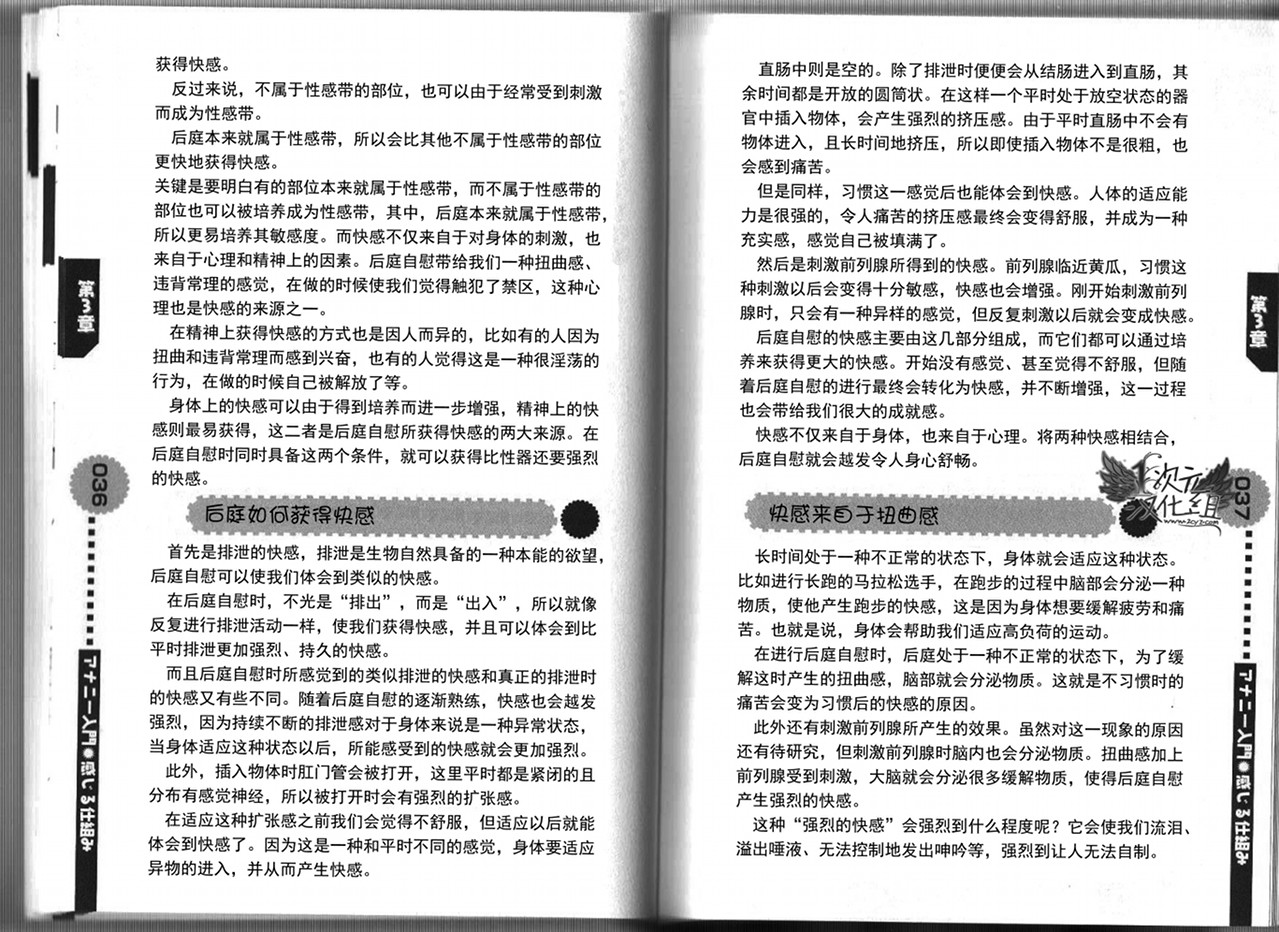 获得快感。
反过来说，不属于性感带的部位，也可以由于经常受到刺激
而成为性感带。
后庭本来就属于性感带，所以会比其他不属于性感带的部位
更快地获得快感。
关键是要明白有的部位本来就属于性感带，而不属于性感带的
部位也可以被培养成为性感带，其中，后庭本来就属于性感带，
所以更易培养其敏感度。而快感不仅来自于对身体的刺激，也
来自于心理和精神上的因素。后庭自慰带给我们一种扭曲感、
违背常理的感觉，在做的时候使我们觉得触犯了禁区，这种心
理也是快感的来源之一。
在精神上获得快感的方式也是因人而异的，比如有的人因为
扭曲和违背常理而感到兴奋，也有的人觉得这是一种很淫荡的
行为，在做的时候自己被解放了等。
身体上的快感可以由于得到培养而进一步增强，精神上的快
感则最易获得，这二者是后庭自慰所获得快感的两大来源。在
后庭自慰时同时具备这两个条件，就可以获得比性器还要强烈
的快感。
后庭如何获得快感
首先是排泄的快感，排泄是生物自然具备的一种本能的欲望，
后庭自慰可以使我们体会到类似的快感。
在后庭自慰时，不光是“排出”，而是“出入”，所以就像
反复进行排泄活动一样，使我们获得快感，并且可以体会到比
平时排泄更加强烈、持久的快感。
而且后庭自慰时所感觉到的类似排泄的快感和真正的排泄时
的快感又有些不同。随着后庭自慰的逐渐熟练，快感也会越发
强烈，因为持续不断的排泄感对于身体来说是一种异常状态，
当身体适应这种状态以后，所能感受到的快感就会更加强烈。
此外，插入物体时肛门管会被打开，这里平时都是紧闭的且
分布有感觉神经，所以被打开时会有强烈的扩张感。
在适应这种扩张感之前我们会觉得不舒服，但适应以后就能
体会到快感了。因为这是一种和平时不同的感觉，身体要适应
异物的进入，并从而产生快感。
第3章
036
アナニー入門●感じる仕組み
直肠中则是空的。除了排泄时便便会从结肠进入到直肠，其
余时间都是开放的圆筒状。在这样一个平时处于放空状态的器
官中插入物体，会产生强烈的挤压感。由于平时直肠中不会有
物体进入，且长时间地挤压，所以即使插入物体不是很粗，也
会感到痛苦。
但是同样，习惯这一感觉后也能体会到快感。人体的适应能
力是很强的，令人痛苦的挤压感最终会变得舒服，并成为一种
充实感，感觉自己被填满了。
然后是刺激前列腺所得到的快感。前列腺临近黄瓜，习惯这
种刺激以后会变得十分敏感，快感也会增强。刚开始刺激前列
腺时，只会有一种异样的感觉，但反复刺激以后就会变成快感。
后庭自慰的快感主要由这几部分组成，而它们都可以通过培
养来获得更大的快感。开始没有感觉、甚至觉得不舒服，但随
着后庭自慰的进行最终会转化为快感，并不断增强，这一过程
也会带给我们很大的成就感。
快感不仅来自于身体，也来自于心理。将两种快感相结合，
后庭自慰就会越发令人身心舒畅。
快感来自于扭曲感
长时间处于一种不正常的状态下，身体就会适应这种状态。
比如进行长跑的马拉松选手，在跑步的过程中脑部会分泌一种
物质，使他产生跑步的快感，这是因为身体想要缓解疲劳和痛
苦。也就是说，身体会帮助我们适应高负荷的运动。
在进行后庭自慰时，后庭处于一种不正常的状态下，为了缓
解这时产生的扭曲感，脑部就会分泌物质。这就是不习惯时的
痛苦会变为习惯后的快感的原因。
此外还有刺激前列腺所产生的效果。虽然对这一现象的原因
还有待研究，但刺激前列腺时脑内也会分泌物质。扭曲感加上
前列腺受到刺激，大脑就会分泌很多缓解物质，使得后庭自慰
产生强烈的快感。
这种“强烈的快感”会强烈到什么程度呢？它会使我们流泪、
溢出唾液、无法控制地发出呻吟等，强烈到让人无法自制。
第3章
037
次元
汉化组
www.2cyz.com
アナニー入門●感じる仕組み